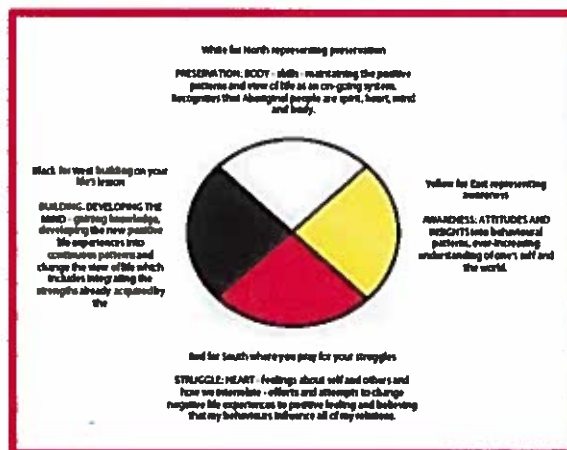 White for North representing preservation
PRESERVATION: BODY - skills - maintaining the positive
patterns and view of life as an on-going system.
Recognizes that Aboriginal people are spirit, heart, mind
and body.
Black for West building on your
life's lesson
BUILDING: DEVELOPING THE
MIND - gaining knowledge,
developing the new positive
life experiences into
continuous patterns and
change the view of life which
includes integrating the
strengths already acquired by
the
Yellow for East representing
awareness
AWARENESS: ATTITUDES AND
INSIGHTS into behavioural
patterns, ever-increasing
understanding of one's self and
the world.
Red for South where you pray for your struggles
STRUGGLE: HEART - feelings about self and others and
how we interrelate - efforts and attempts to change
negative life experiences to positive feeling and believing
that my behaviours influence all of my relations.